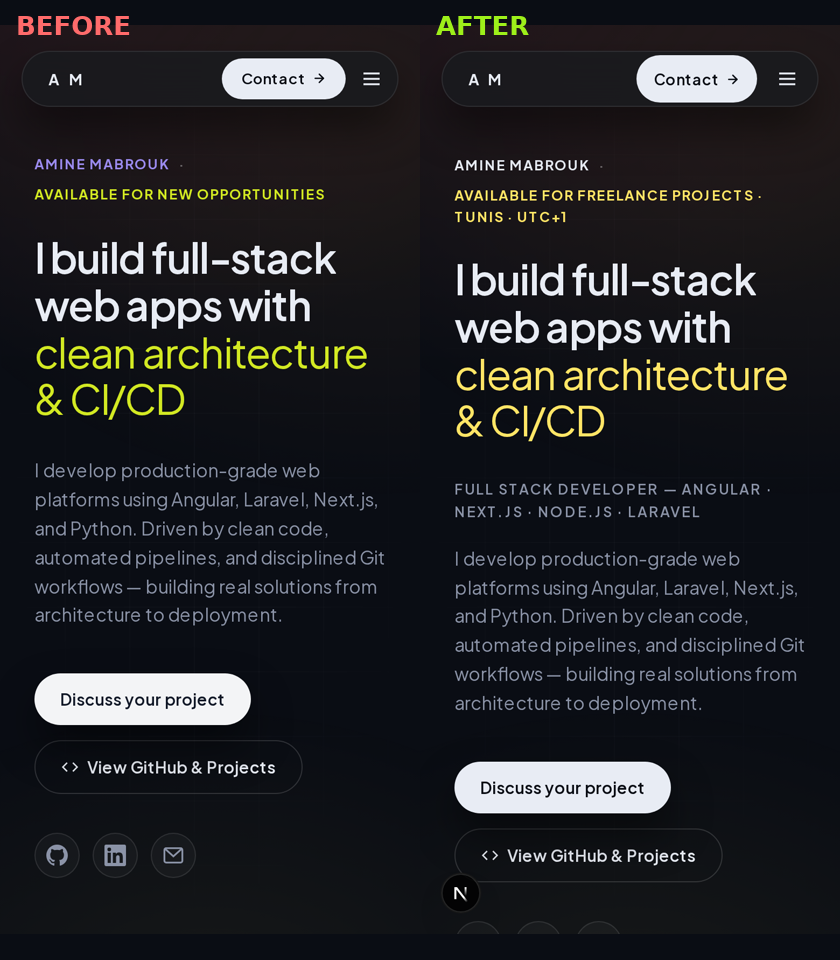 BEFORE
A M
Contact →
AMINE MABROUK ·
AVAILABLE FOR NEW OPPORTUNITIES
I build full-stack
web apps with
clean architecture
& CI/CD
I develop production-grade web
platforms using Angular, Laravel, Next.js,
and Python. Driven by clean code,
automated pipelines, and disciplined Git
workflows — building real solutions from
architecture to deployment.
Discuss your project
<> View GitHub & Projects
in
AFTER
A M
Contact →
AMINE MABROUK ·
AVAILABLE FOR FREELANCE PROJECTS ·
TUNIS · UTC+1
I build full-stack
web apps with
clean architecture
& CI/CD
FULL STACK DEVELOPER — ANGULAR ·
NEXT.JS · NODE.JS · LARAVEL
I develop production-grade web
platforms using Angular, Laravel, Next.js,
and Python. Driven by clean code,
automated pipelines, and disciplined Git
workflows — building real solutions from
architecture to deployment.
Discuss your project
<> View GitHub & Projects
N